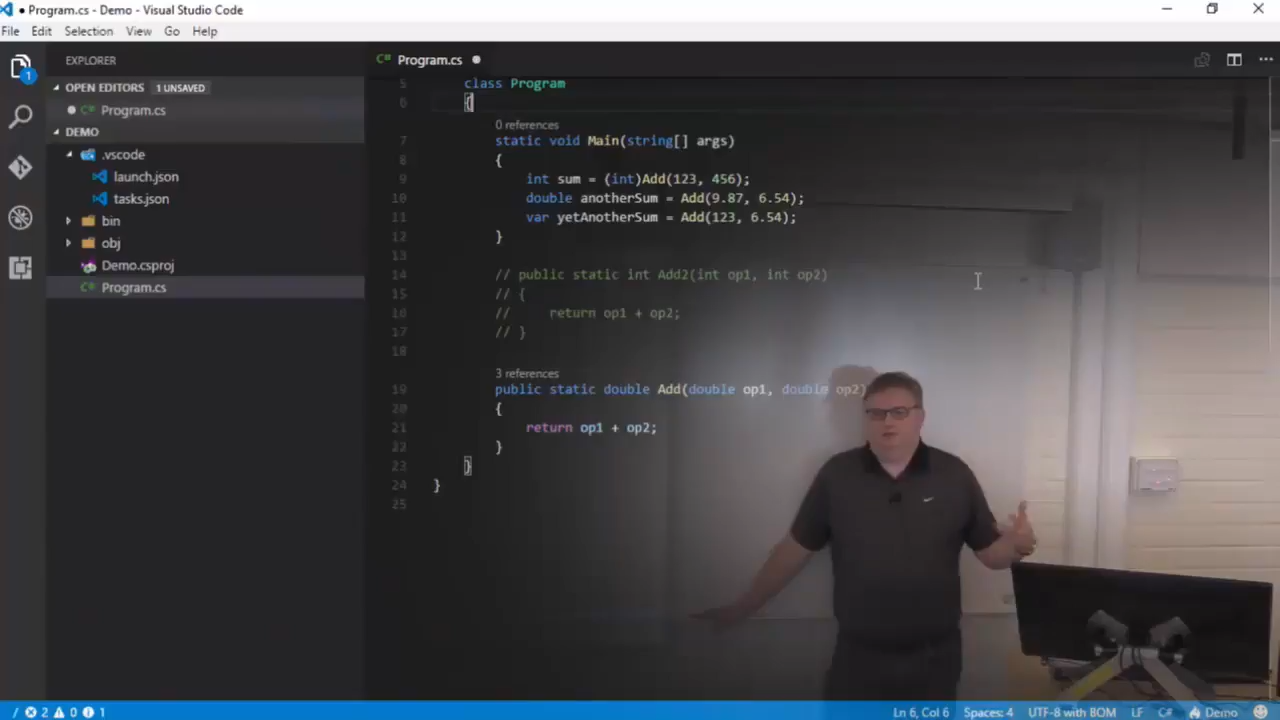 Program.cs - Demo - Visual Studio Code
File Edit Selection View Go Help
EXPLORER
OPEN EDITORS 1 UNSAVED
Program.cs
DEMO
.vscode
launch.json
tasks.json
bin
obj
Demo.csproj
Program.cs
1
C# Program.cs
5 class Program
6 {
0 references
7 static void Main(string[] args)
8 {
9 int sum = (int)Add(123, 456);
10 double anotherSum = Add(9.87, 6.54);
11 var yetAnotherSum = Add(123, 6.54);
12 }
13
14 // public static int Add2(int op1, int op2)
15 // {
16 // return op1 + op2;
17 // }
18
3 references
19 public static double Add(double op1, double op2)
20 {
21 return op1 + op2;
22 }
23 }
24 }
25
2 0 1
Ln 6, Col 6 Spaces: 4 UTF-8 with BOM LF C# Demo